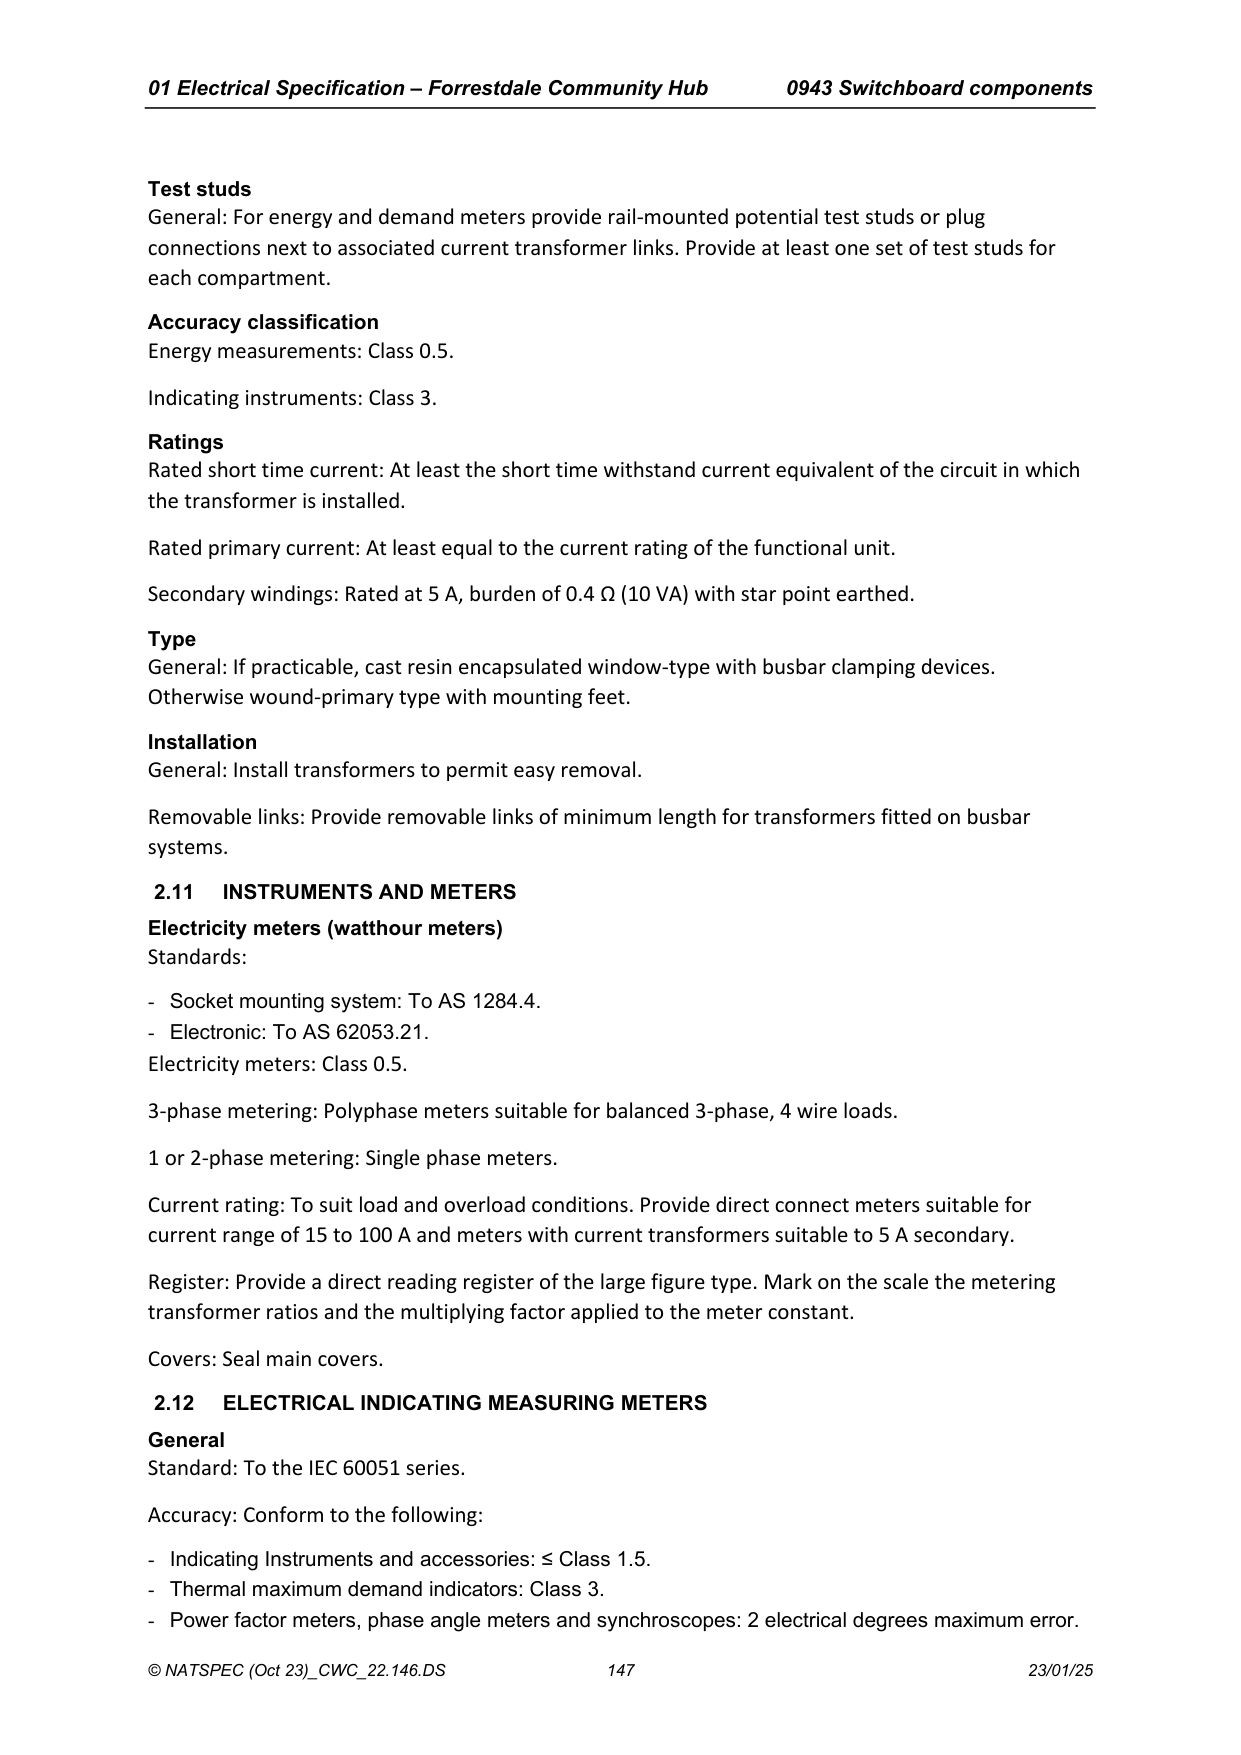 01 Electrical Specification – Forrestdale Community Hub 0943 Switchboard components
Test studs
General: For energy and demand meters provide rail-mounted potential test studs or plug
connections next to associated current transformer links. Provide at least one set of test studs for
each compartment.
Accuracy classification
Energy measurements: Class 0.5.
Indicating instruments: Class 3.
Ratings
Rated short time current: At least the short time withstand current equivalent of the circuit in which
the transformer is installed.
Rated primary current: At least equal to the current rating of the functional unit.
Secondary windings: Rated at 5 A, burden of 0.4 Ω (10 VA) with star point earthed.
Type
General: If practicable, cast resin encapsulated window-type with busbar clamping devices.
Otherwise wound-primary type with mounting feet.
Installation
General: Install transformers to permit easy removal.
Removable links: Provide removable links of minimum length for transformers fitted on busbar
systems.
2.11 INSTRUMENTS AND METERS
Electricity meters (watthour meters)
Standards:
- Socket mounting system: To AS 1284.4.
- Electronic: To AS 62053.21.
Electricity meters: Class 0.5.
3-phase metering: Polyphase meters suitable for balanced 3-phase, 4 wire loads.
1 or 2-phase metering: Single phase meters.
Current rating: To suit load and overload conditions. Provide direct connect meters suitable for
current range of 15 to 100 A and meters with current transformers suitable to 5 A secondary.
Register: Provide a direct reading register of the large figure type. Mark on the scale the metering
transformer ratios and the multiplying factor applied to the meter constant.
Covers: Seal main covers.
2.12 ELECTRICAL INDICATING MEASURING METERS
General
Standard: To the IEC 60051 series.
Accuracy: Conform to the following:
- Indicating Instruments and accessories: ≤ Class 1.5.
- Thermal maximum demand indicators: Class 3.
- Power factor meters, phase angle meters and synchroscopes: 2 electrical degrees maximum error.
© NATSPEC (Oct 23)_CWC_22.146.DS 147 23/01/25